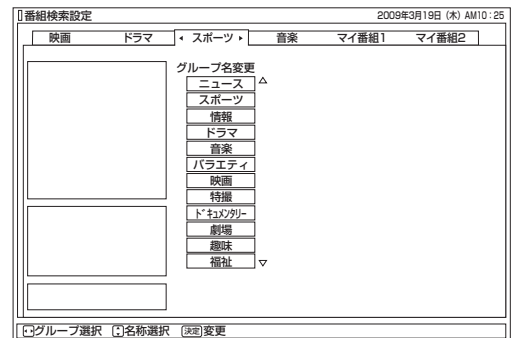 番組検索設定 2009年3月19日（木）AM10：25
映画 ドラマ スポーツ 音楽 マイ番組1 マイ番組2
グループ名変更
ニュース
スポーツ
情報
ドラマ
音楽
バラエティ
映画
特撮
ﾄﾞｷｭﾒﾝﾀﾘｰ
劇場
趣味
福祉
グループ選択 名称選択 決定 変更